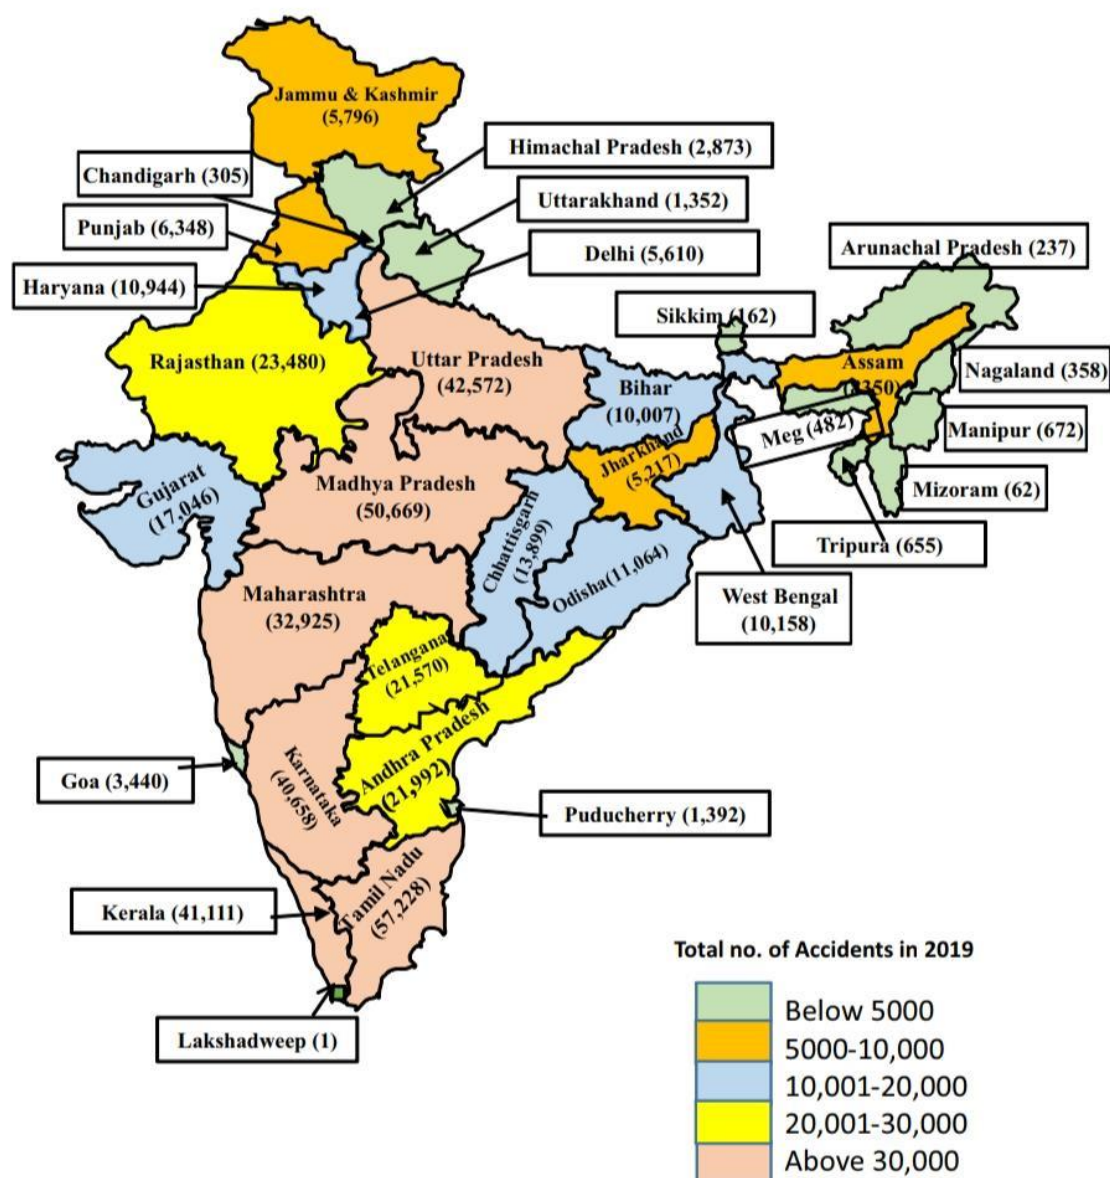 Jammu & Kashmir
(5,796)
Himachal Pradesh (2,873)
Chandigarh (305)
Uttarakhand (1,352)
Punjab (6,348)
Delhi (5,610)
Arunachal Pradesh (237)
Haryana (10,944)
Sikkim (162)
Rajasthan (23,480)
Uttar Pradesh
(42,572)
Bihar
(10,007)
Assam
350)
Nagaland (358)
Meg (482)
Manipur (672)
Jharkhand
(5,217)
Gujarat
(17,046)
Madhya Pradesh
(50,669)
Mizoram (62)
Chhattisgarh
(13,899)
Tripura (655)
Odisha(11,064)
West Bengal
(10,158)
Maharashtra
(32,925)
Telangana
(21,570)
Andhra Pradesh
(21,992)
Karnataka
(40,658)
Goa (3,440)
Puducherry (1,392)
Tamil Nadu
(57,228)
Kerala (41,111)
Lakshadweep (1)
Total no. of Accidents in 2019
Below 5000
5000-10,000
10,001-20,000
20,001-30,000
Above 30,000